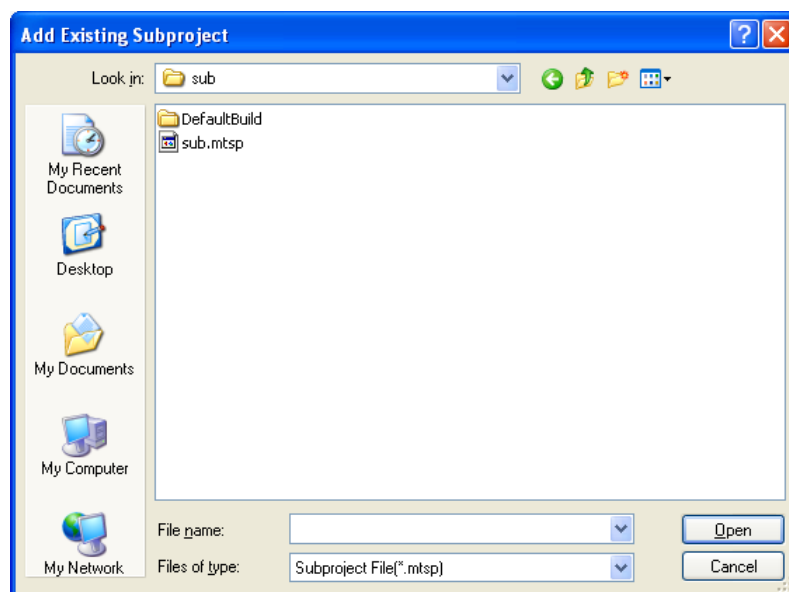 Add Existing Subproject
Look in: sub
DefaultBuild
sub.mtsp
My Recent
Documents
Desktop
My Documents
My Computer
My Network
File name:
Open
Files of type: Subproject File(*.mtsp)
Cancel